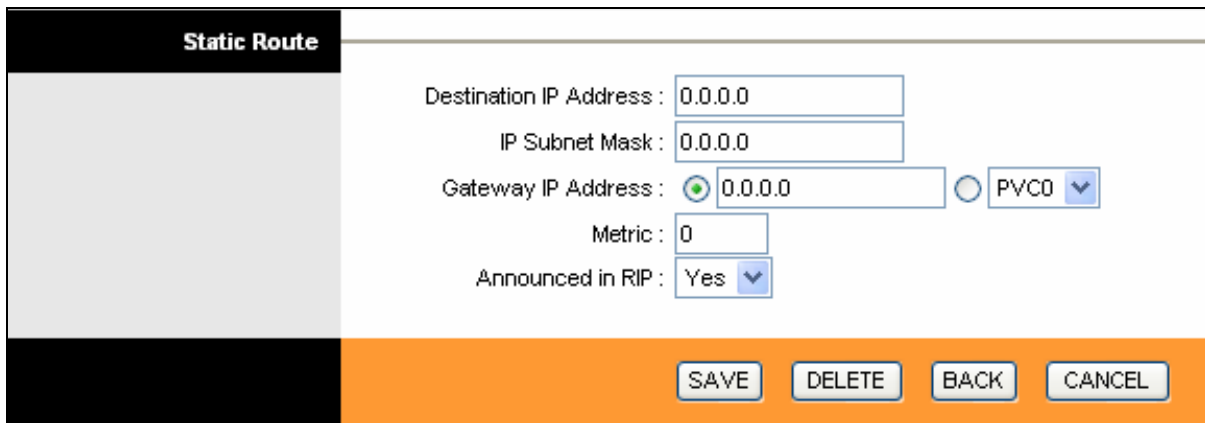 Static Route
Destination IP Address : 0.0.0.0
IP Subnet Mask : 0.0.0.0
Gateway IP Address : 0.0.0.0 PVC0
Metric : 0
Announced in RIP : Yes
SAVE DELETE BACK CANCEL